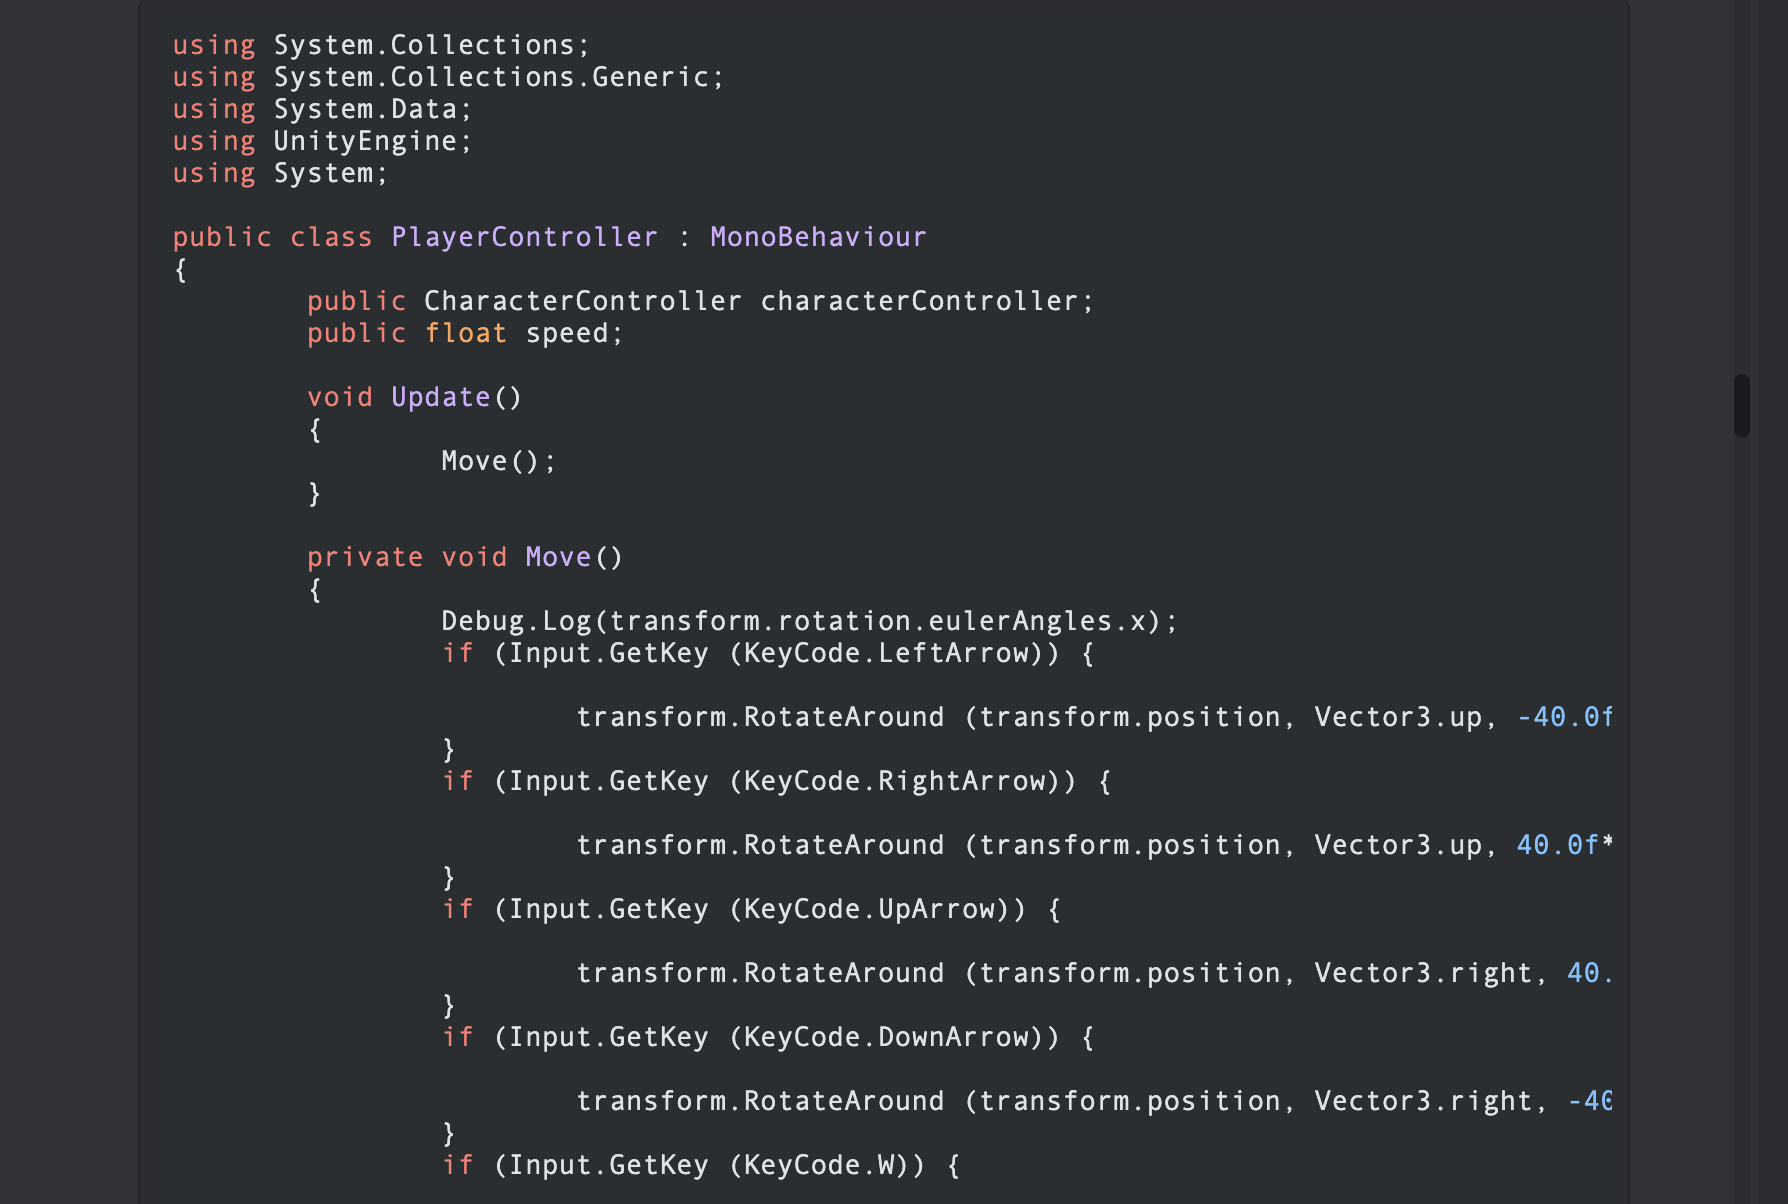 using System.Collections;
using System.Collections.Generic;
using System.Data;
using UnityEngine;
using System;
public class PlayerController : MonoBehaviour
{
public CharacterController characterController;
public float speed;
void Update()
{
Move();
}
private void Move()
{
Debug.Log(transform.rotation.eulerAngles.x);
if (Input.GetKey (KeyCode.LeftArrow)) {
transform.RotateAround (transform.position, Vector3.up, -40.0f
}
if (Input.GetKey (KeyCode.RightArrow)) {
transform.RotateAround (transform.position, Vector3.up, 40.0f*
}
if (Input.GetKey (KeyCode.UpArrow)) {
transform.RotateAround (transform.position, Vector3.right, 40.
}
if (Input.GetKey (KeyCode.DownArrow)) {
transform.RotateAround (transform.position, Vector3.right, -40
}
if (Input.GetKey (KeyCode.W)) {